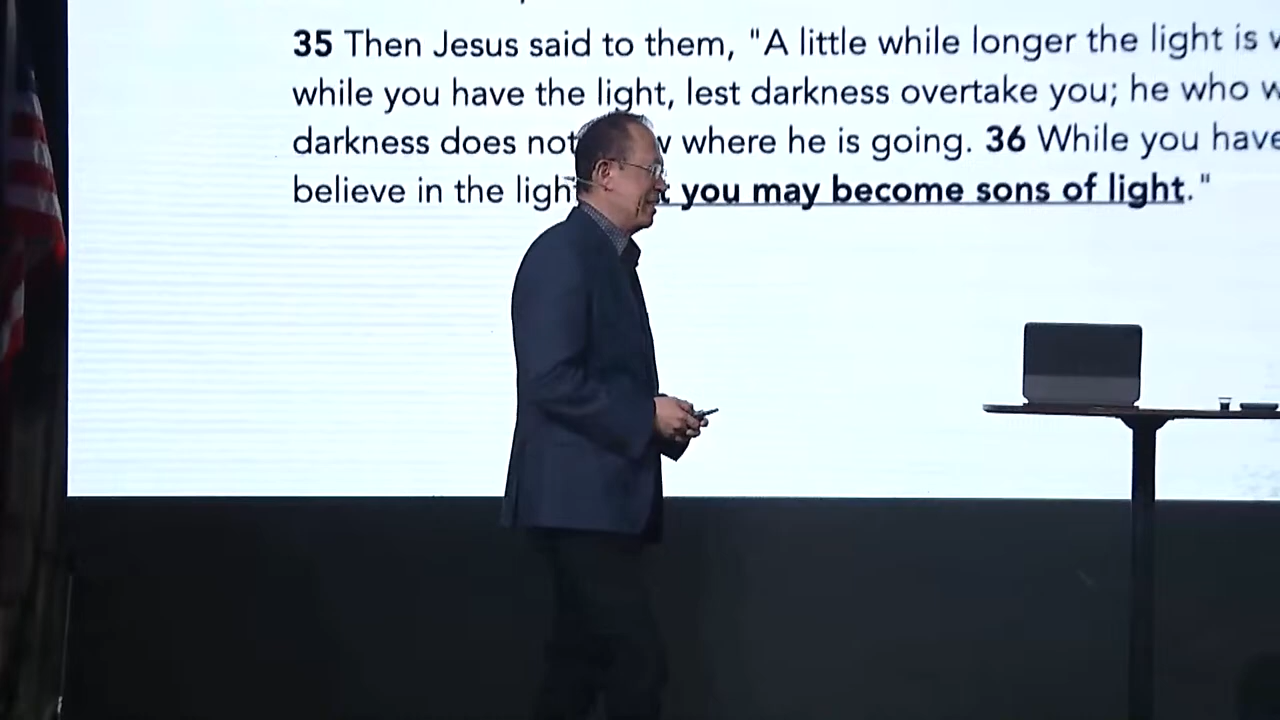 35 Then Jesus said to them, "A little while longer the light is
while you have the light, lest darkness overtake you; he who
darkness does not where he is going. 36 While you have
believe in the you may become sons of light."